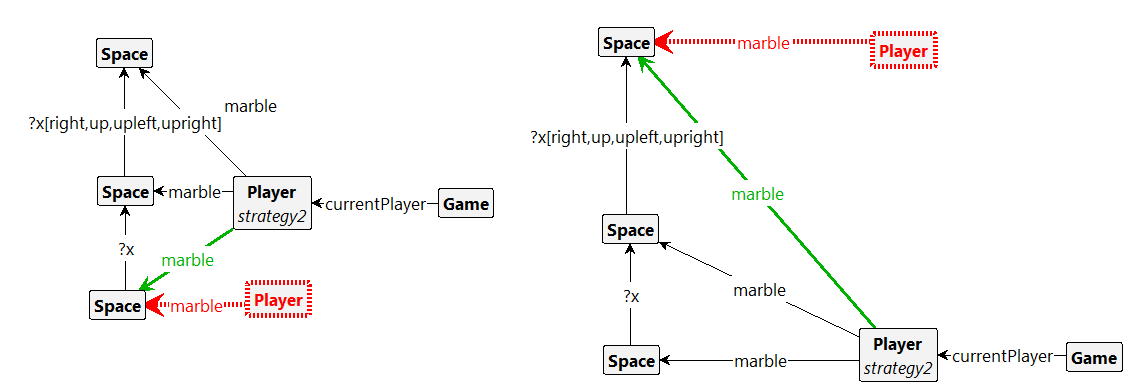 Space
marble
?x[right,up,upleft,upright]
Space
marble
Player
strategy2
currentPlayer
Game
?x
marble
Space
marble
Player
Space
marble
Player
?x[right,up,upleft,upright]
marble
Space
marble
?x
Space
marble
Player
strategy2
currentPlayer
Game